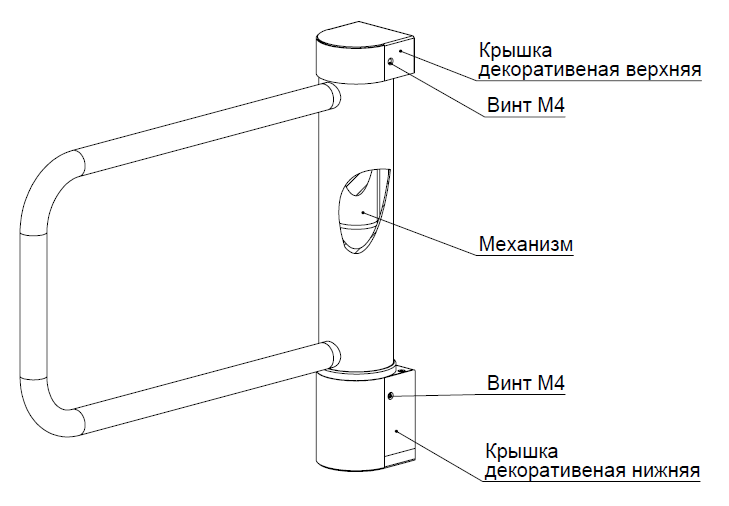 Крышка
декоративеная верхняя
Винт М4
Механизм
Винт М4
Крышка
декоративеная нижняя